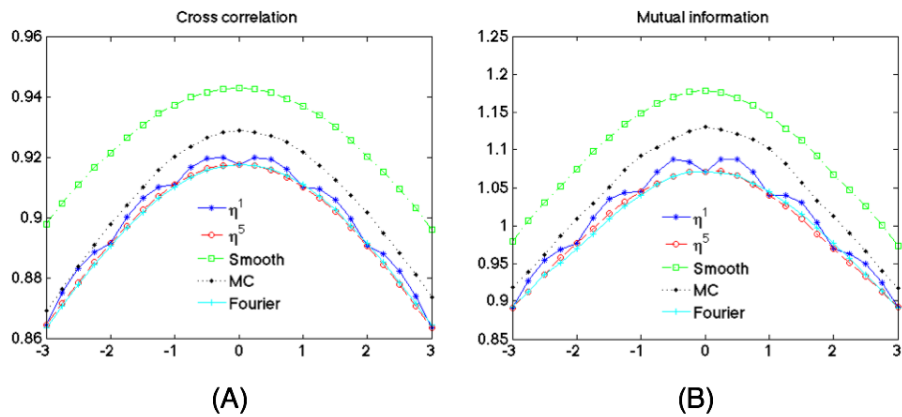 Cross correlation
0.96
0.94
0.92
0.9
0.88
0.86
-3 -2 -1 0 1 2 3
η1
η5
Smooth
MC
Fourier
(A)
Mutual information
1.25
1.2
1.15
1.1
1.05
1
0.95
0.9
0.85
-3 -2 -1 0 1 2 3
η1
η5
Smooth
MC
Fourier
(B)